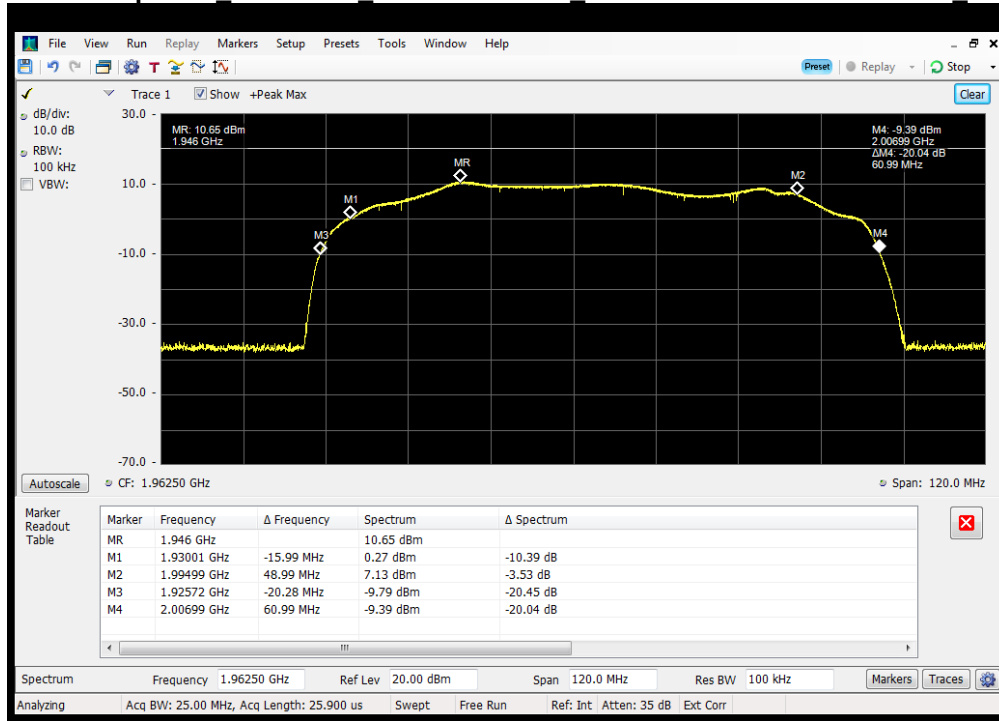 File View Run Replay Markers Setup Presets Tools Window Help
T Preset Replay Stop
Trace 1 Show +Peak Max Clear
dB/div:
10.0 dB
RBW:
100 kHz
VBW:
30.0
10.0
-10.0
-30.0
-50.0
-70.0
MR: 10.65 dBm
1.946 GHz
M4: -9.39 dBm
2.00699 GHz
ΔM4: -20.04 dB
60.99 MHz
MR
M2
M1
M3
M4
Autoscale CF: 1.96250 GHz Span: 120.0 MHz
Marker
Readout
Table
Marker Frequency Δ Frequency Spectrum Δ Spectrum
MR 1.946 GHz 10.65 dBm
M1 1.93001 GHz -15.99 MHz 0.27 dBm -10.39 dB
M2 1.99499 GHz 48.99 MHz 7.13 dBm -3.53 dB
M3 1.92572 GHz -20.28 MHz -9.79 dBm -20.45 dB
M4 2.00699 GHz 60.99 MHz -9.39 dBm -20.04 dB
Spectrum Frequency 1.96250 GHz Ref Lev 20.00 dBm Span 120.0 MHz Res BW 100 kHz Markers Traces
Analyzing Acq BW: 25.00 MHz, Acq Length: 25.900 us Swept Free Run Ref: Int Atten: 35 dB Ext Corr